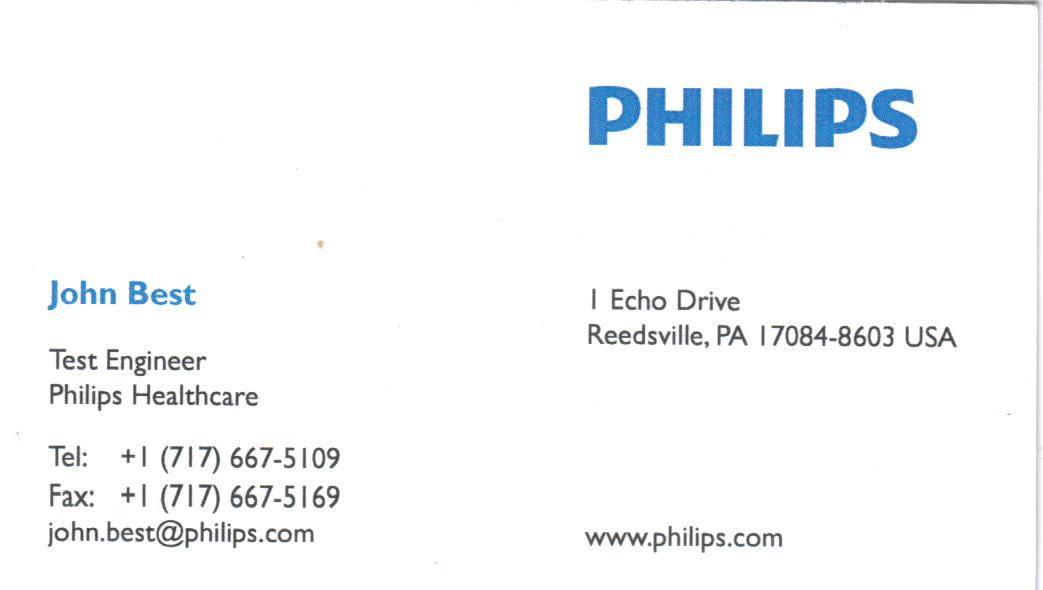 PHILIPS
John Best
Test Engineer
Philips Healthcare
Tel: +1 (717) 667-5109
Fax: +1 (717) 667-5169
john.best@philips.com
1 Echo Drive
Reedsville, PA 17084-8603 USA
www.philips.com